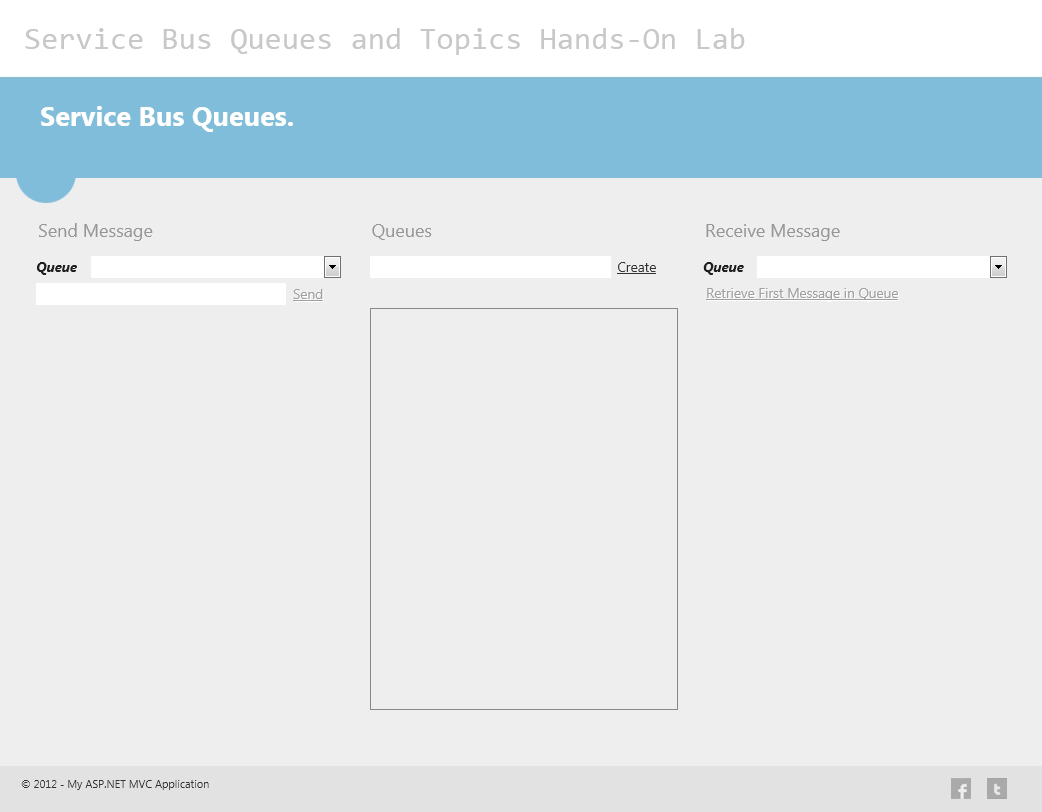 Service Bus Queues and Topics Hands-On Lab
Service Bus Queues.
Send Message
Queue
Send
Queues
Create
Receive Message
Queue
Retrieve First Message in Queue
© 2012 - My ASP.NET MVC Application